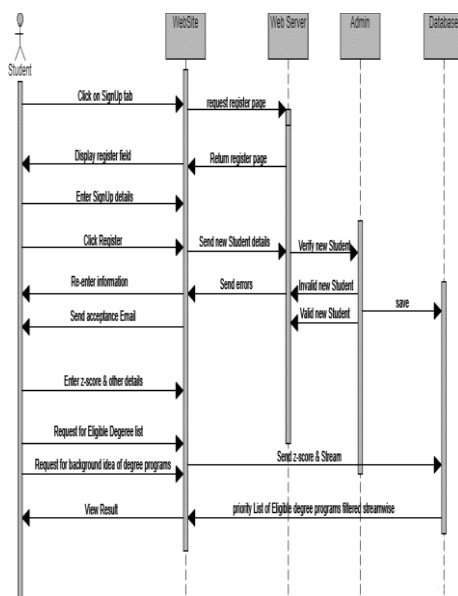 WebSite Web Server Admin Database
Student
Click on SignUp tab
request register page
Display register field
Return register page
Enter SignUp details
Click Register
Send new Student details
Verify new Student
Re-enter information
Send errors
Invalid new Student
save
Send acceptance Email
Valid new Student
Enter z-score & other details
Request for Eligible Degeree list
Send z-score & Stream
Request for background idea of degree programs
View Result
priority List of Eligible degree programs filtered streamwise